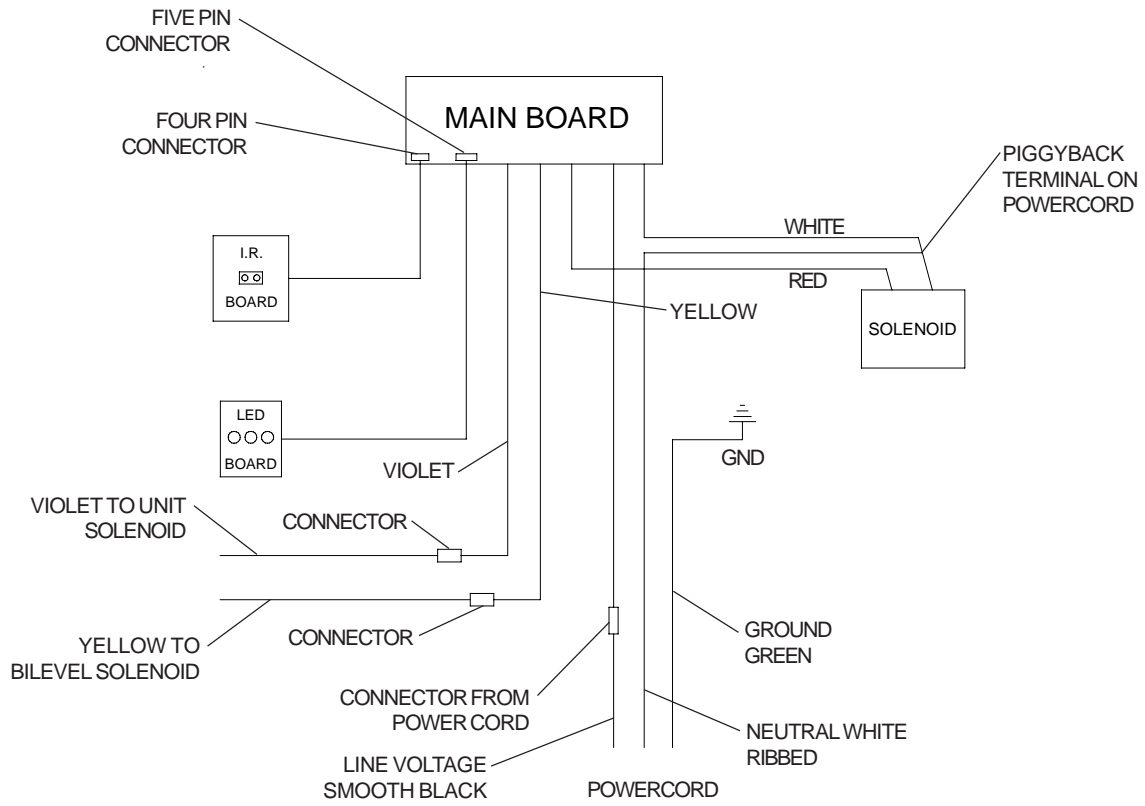 FIVE PIN
CONNECTOR
MAIN BOARD
FOUR PIN
CONNECTOR
PIGGYBACK
TERMINAL ON
POWERCORD
WHITE
I.R.
BOARD
RED
YELLOW
SOLENOID
LED
BOARD
GND
VIOLET
VIOLET TO UNIT
SOLENOID
CONNECTOR
YELLOW TO
BILEVEL SOLENOID
CONNECTOR
GROUND
GREEN
CONNECTOR FROM
POWER CORD
NEUTRAL WHITE
RIBBED
LINE VOLTAGE
SMOOTH BLACK
POWERCORD